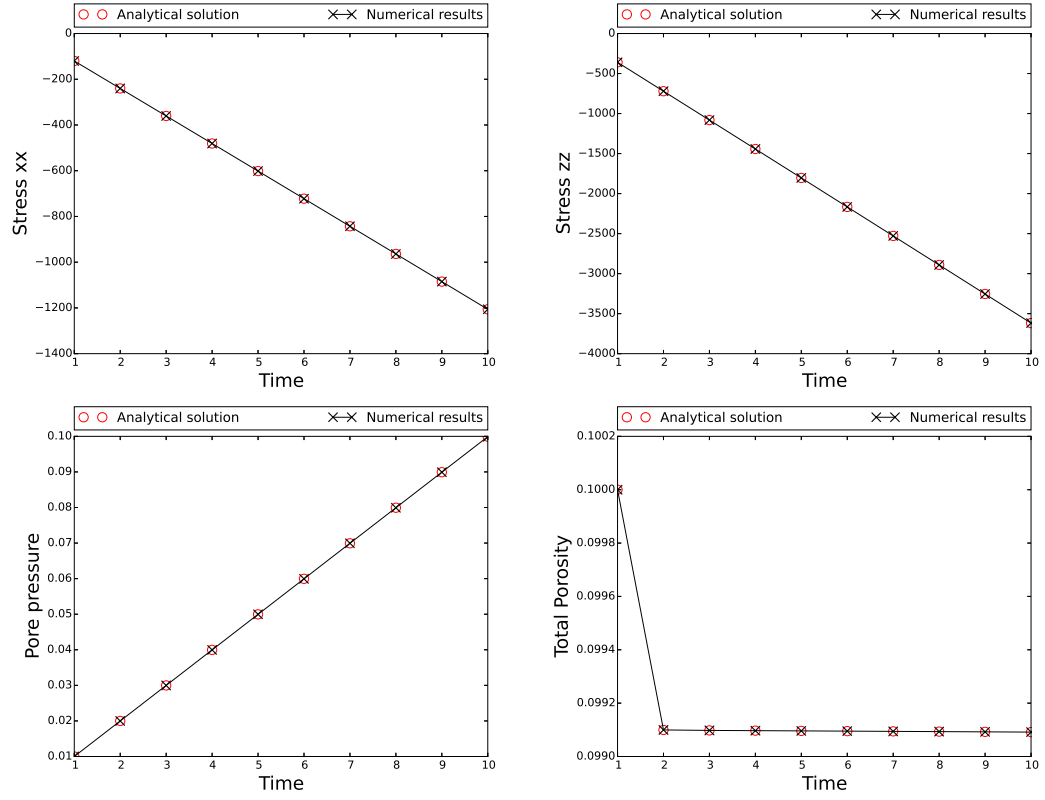 Analytical solution Numerical results
0
−200
−400
−600
−800
−1000
−1200
−1400
Stress xx
1 2 3 4 5 6 7 8 9 10
Time
Analytical solution Numerical results
0
−500
−1000
−1500
−2000
−2500
−3000
−3500
−4000
Stress zz
1 2 3 4 5 6 7 8 9 10
Time
Analytical solution Numerical results
0.10
0.09
0.08
0.07
0.06
0.05
0.04
0.03
0.02
0.01
Pore pressure
1 2 3 4 5 6 7 8 9 10
Time
Analytical solution Numerical results
0.1002
0.1000
0.0998
0.0996
0.0994
0.0992
0.0990
Total Porosity
1 2 3 4 5 6 7 8 9 10
Time